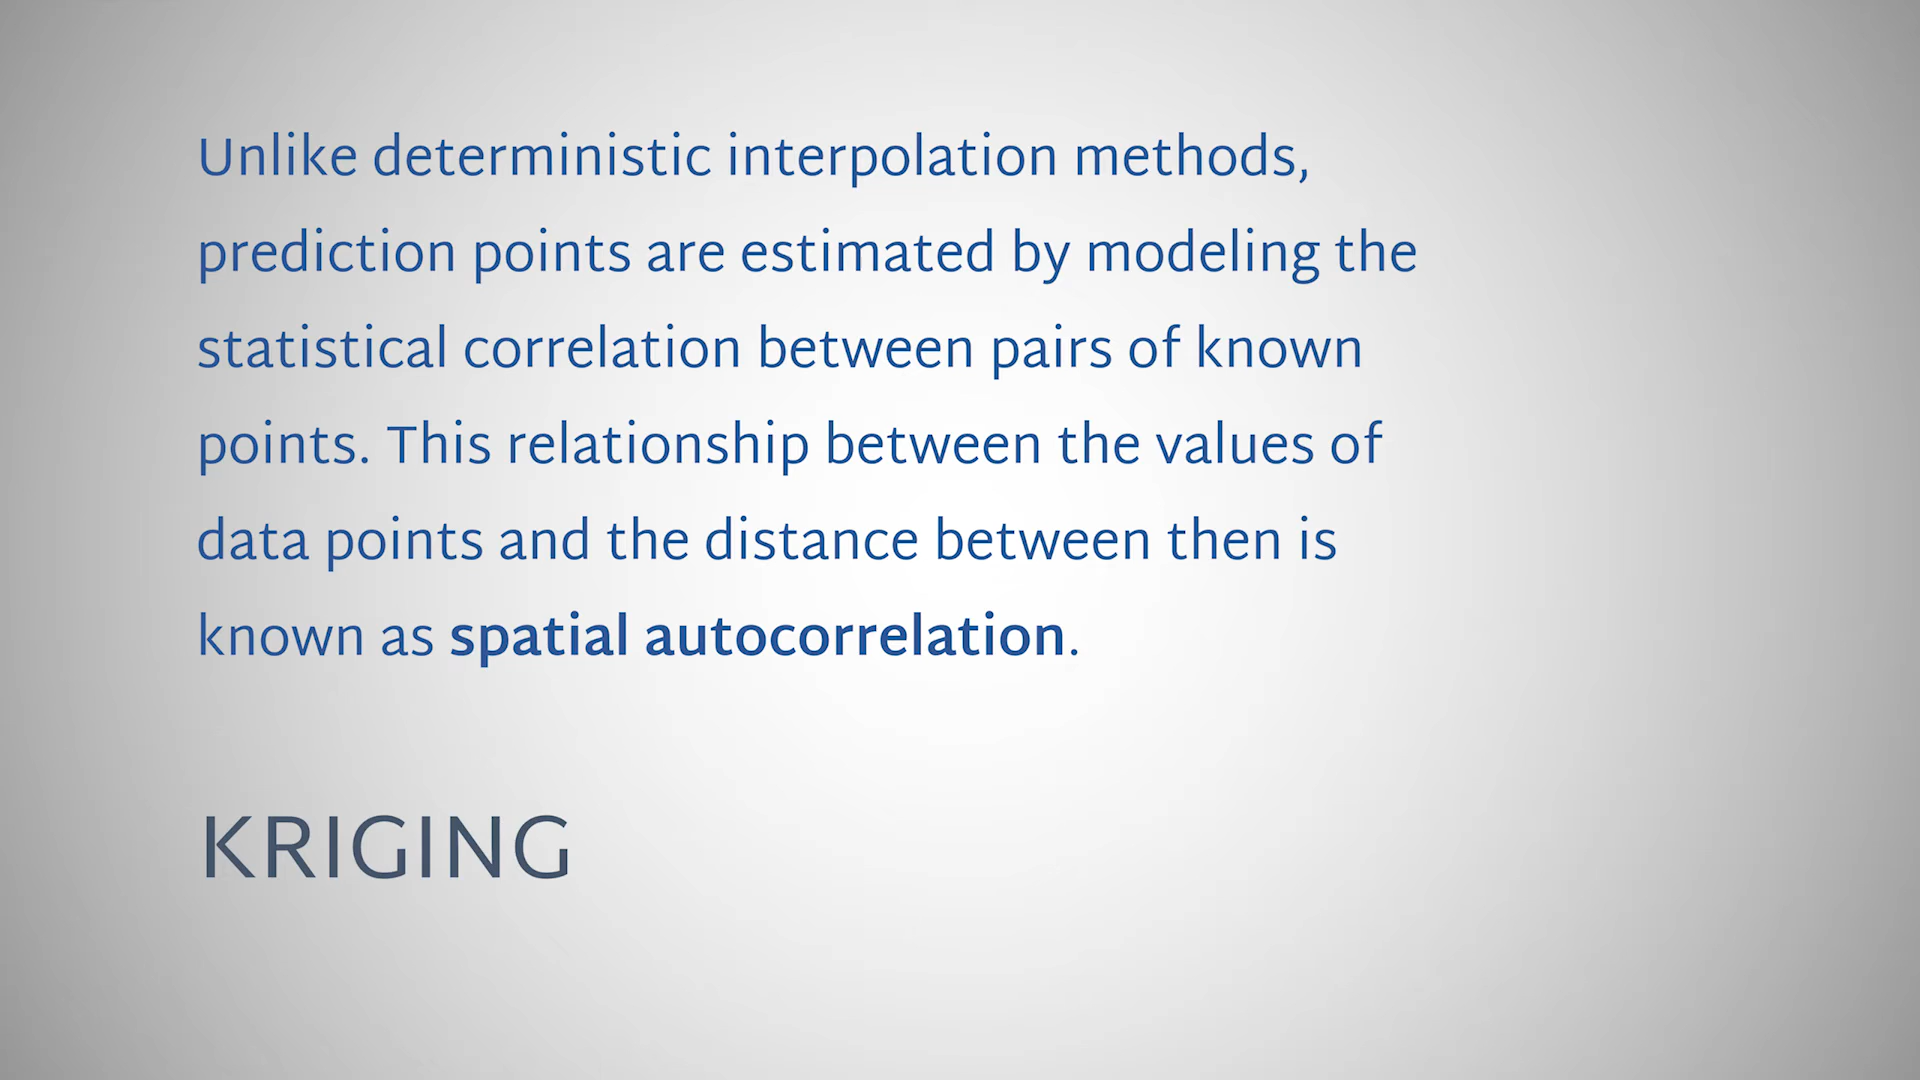 Unlike deterministic interpolation methods,
prediction points are estimated by modeling the
statistical correlation between pairs of known
points. This relationship between the values of
data points and the distance between then is
known as spatial autocorrelation.
KRIGING